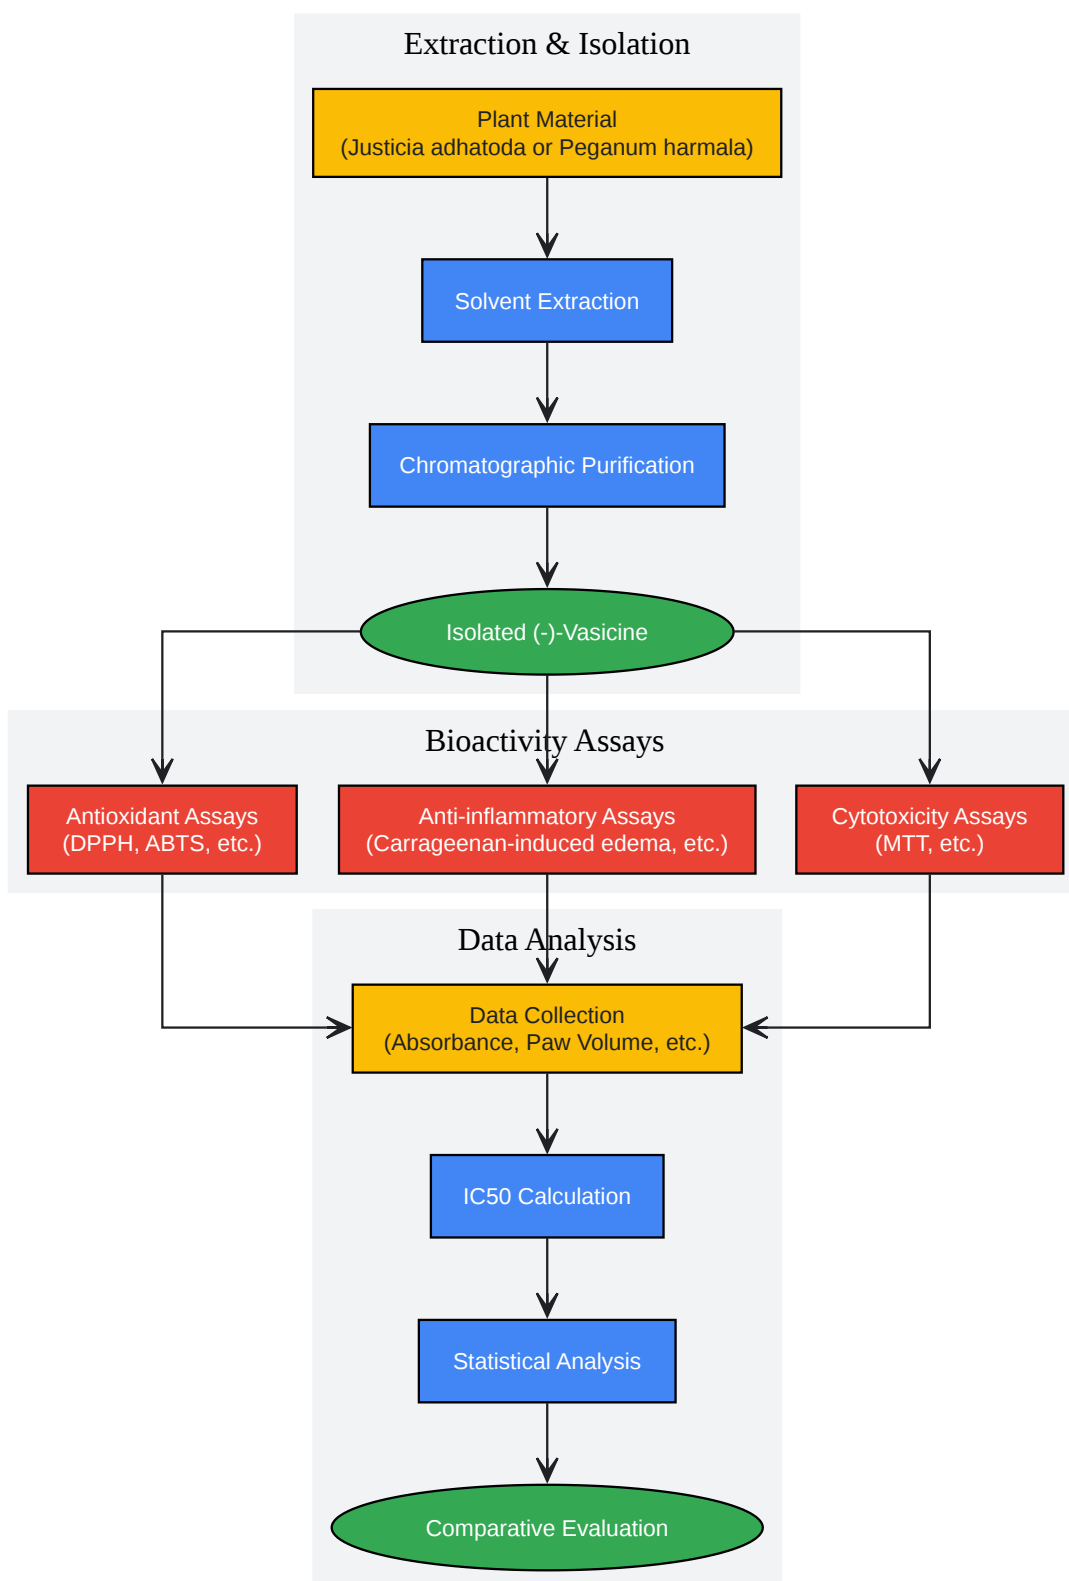 Extraction & Isolation
Plant Material
(Justicia adhatoda or Peganum harmala)
Solvent Extraction
Chromatographic Purification
Isolated (-)-Vasicine
Bioactivity Assays
Antioxidant Assays
(DPPH, ABTS, etc.)
Anti-inflammatory Assays
(Carrageenan-induced edema, etc.)
Cytotoxicity Assays
(MTT, etc.)
Data Analysis
Data Collection
(Absorbance, Paw Volume, etc.)
IC50 Calculation
Statistical Analysis
Comparative Evaluation